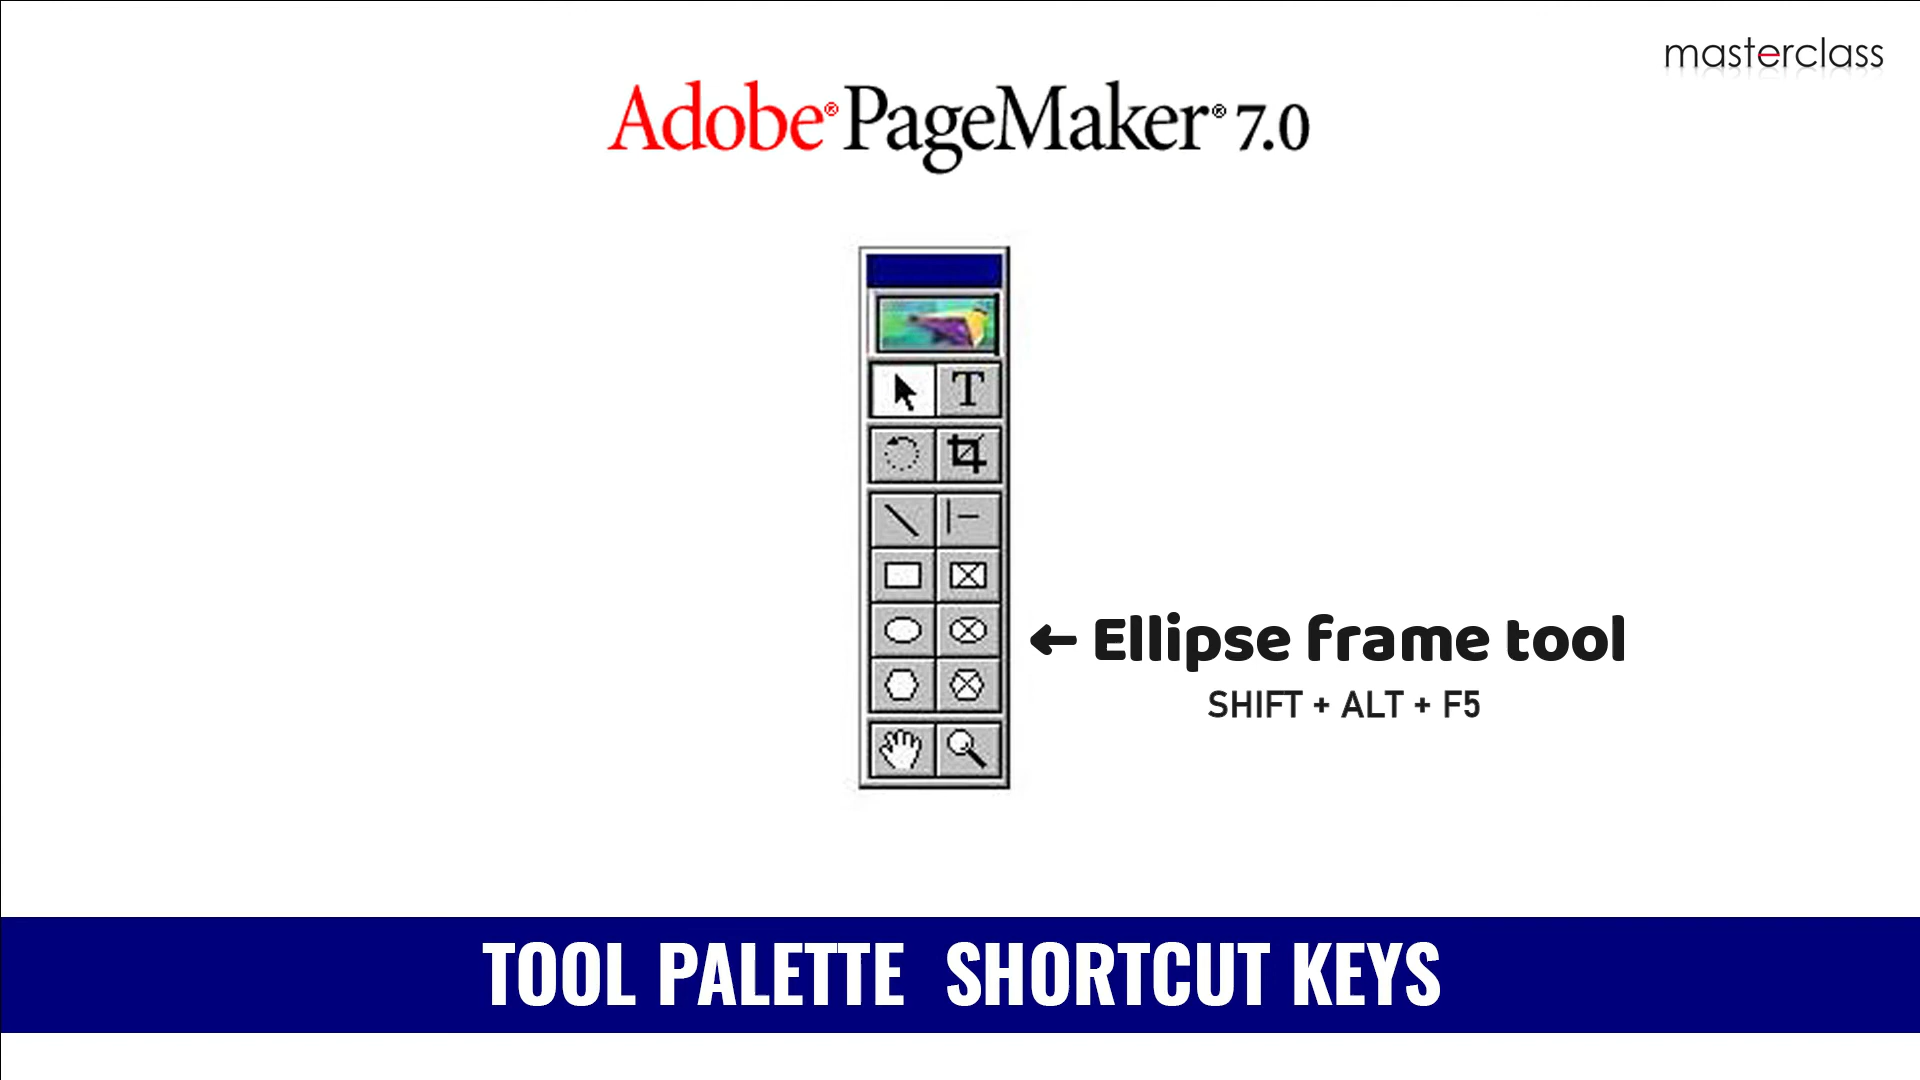 masterclass
Adobe® PageMaker® 7.0
T
← Ellipse frame tool
SHIFT + ALT + F5
TOOL PALETTE SHORTCUT KEYS